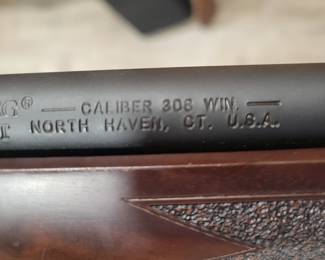 G® — CALIBER 308 WIN. —
T NORTH HAVEN, CT. U.S.A.